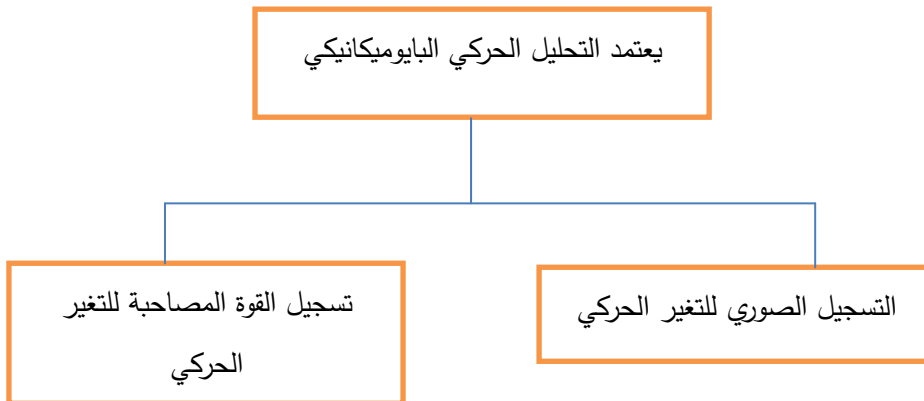 يعتمد التحليل الحركي البايوميكانيكي
التسجيل الصوري للتغير الحركي
تسجيل القوة المصاحبة للتغير
الحركي